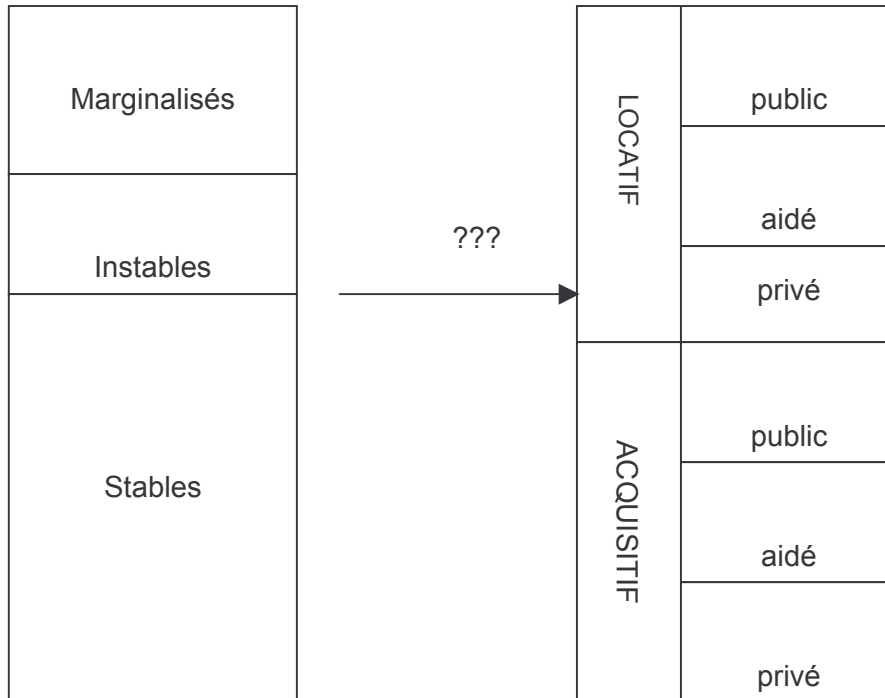 Marginalisés
Instables
Stables
???
LOCATIF
public
aidé
privé
ACQUISITIF
public
aidé
privé